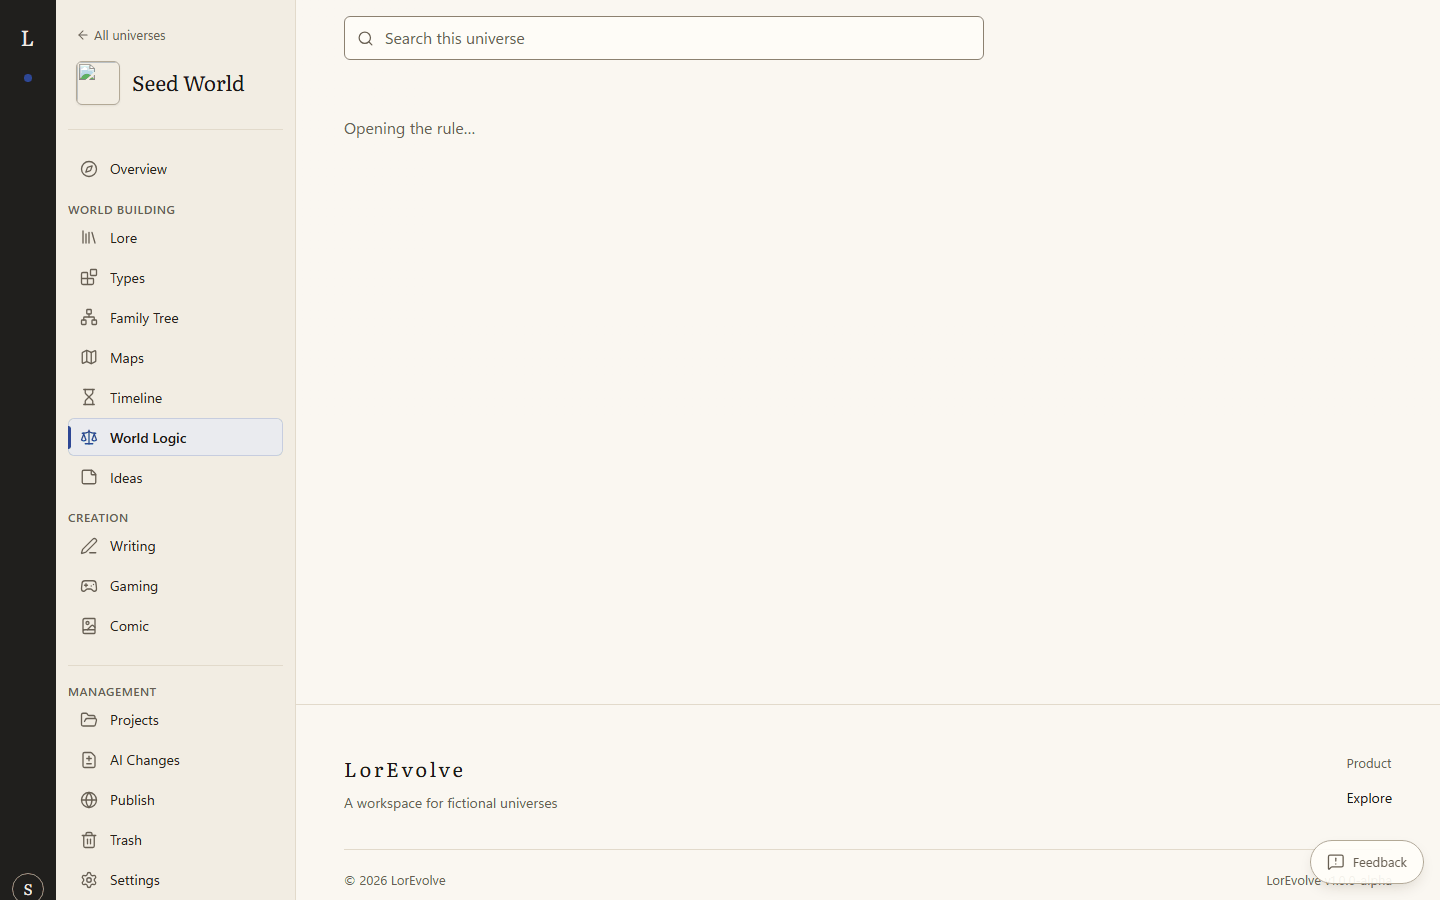 L
All universes
Seed World
Overview
WORLD BUILDING
Lore
Types
Family Tree
Maps
Timeline
World Logic
Ideas
CREATION
Writing
Gaming
Comic
MANAGEMENT
Projects
AI Changes
Publish
Trash
Settings
S
Search this universe
Opening the rule...
LorEvolve
A workspace for fictional universes
Product
Explore
© 2026 LorEvolve
LorEvolve
Feedback